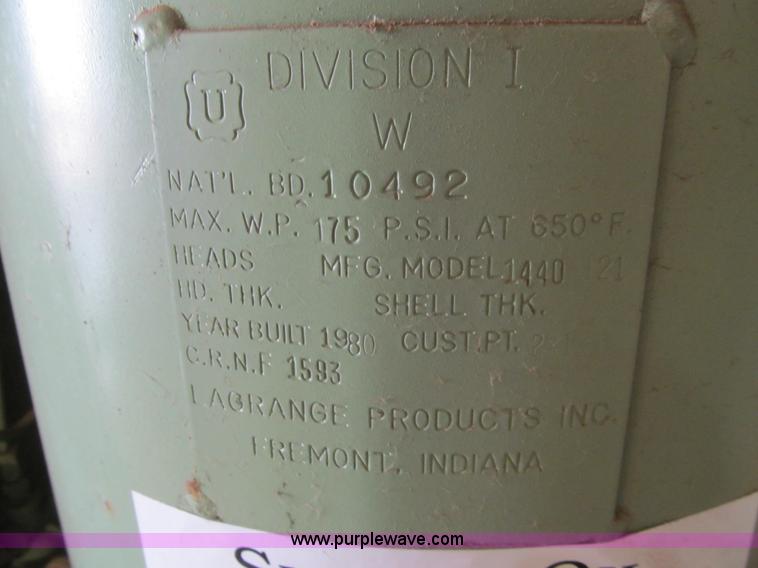 DIVISION I
U
W
NAT'L. BD. 10492
MAX. W.P. 175 P.S.I. AT 650°F.
HEADS MFG. MODEL 1440 21
HD. THK. SHELL THK.
YEAR BUILT 1980 CUST.PT.
C.R.N.F 1593
LAGRANGE PRODUCTS INC.
FREMONT, INDIANA
www.purplewave.com